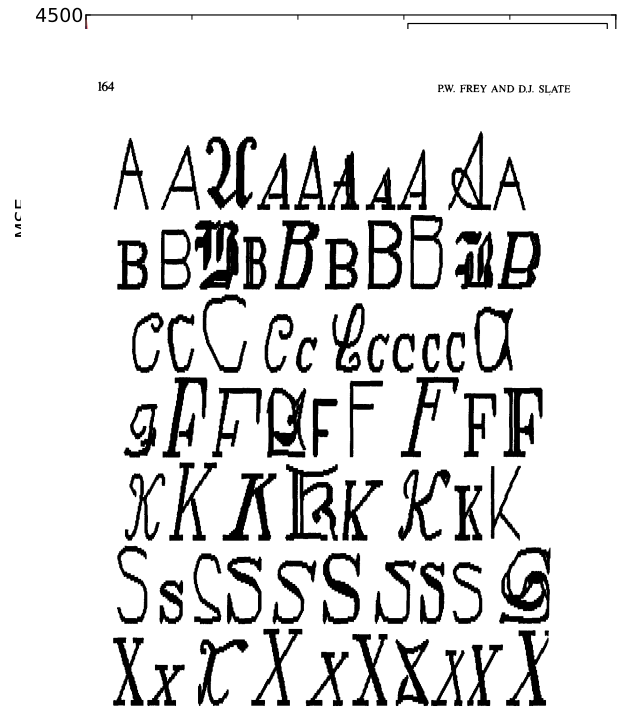 4500
164 P.W. FREY AND D.J. SLATE
A A A A A A A A A A
B B B B B B B B B B
C C C C c C c c c c a
F F F F F F F F
K K K K K K K K
S s S S S S S S S S
X x X X x X X x X X